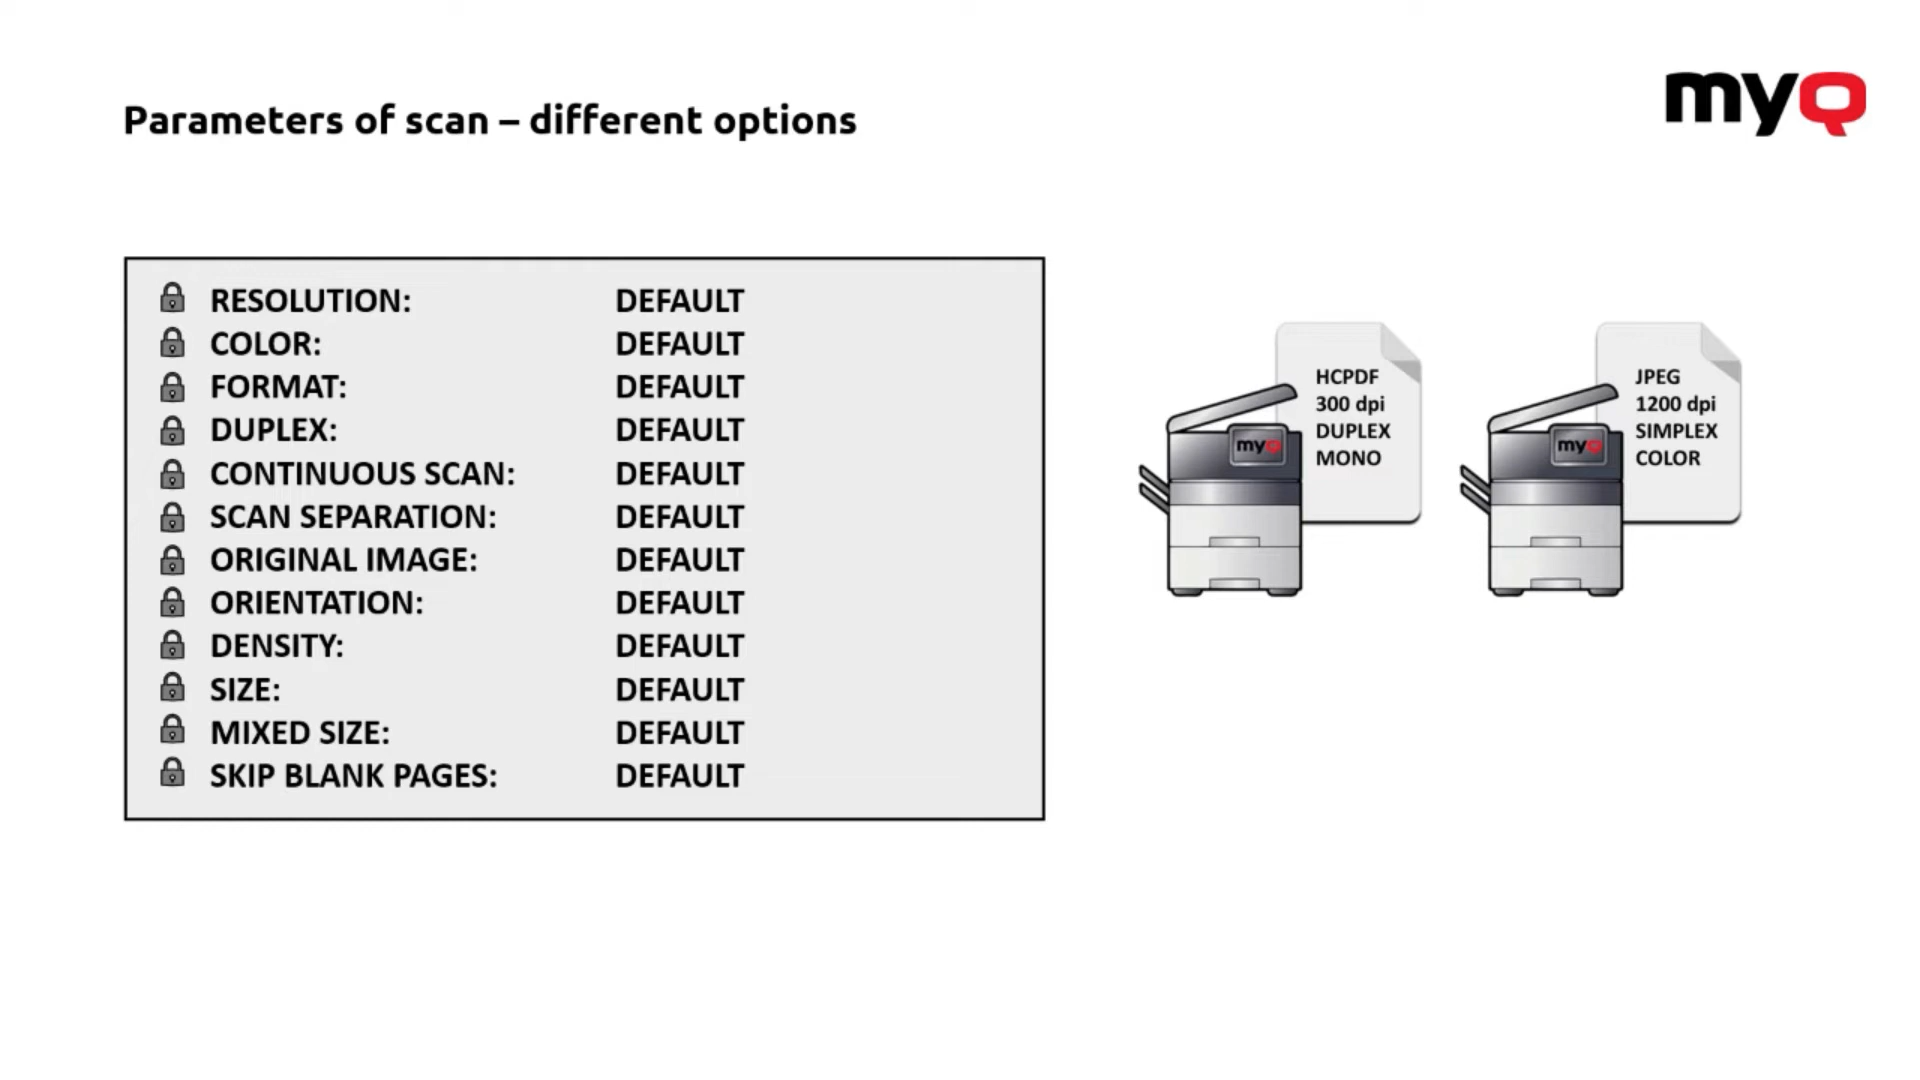 myQ
Parameters of scan – different options
RESOLUTION: DEFAULT
COLOR: DEFAULT
FORMAT: DEFAULT
DUPLEX: DEFAULT
CONTINUOUS SCAN: DEFAULT
SCAN SEPARATION: DEFAULT
ORIGINAL IMAGE: DEFAULT
ORIENTATION: DEFAULT
DENSITY: DEFAULT
SIZE: DEFAULT
MIXED SIZE: DEFAULT
SKIP BLANK PAGES: DEFAULT
HCPDF
300 dpi
DUPLEX
MONO
myQ
JPEG
1200 dpi
SIMPLEX
COLOR
myQ